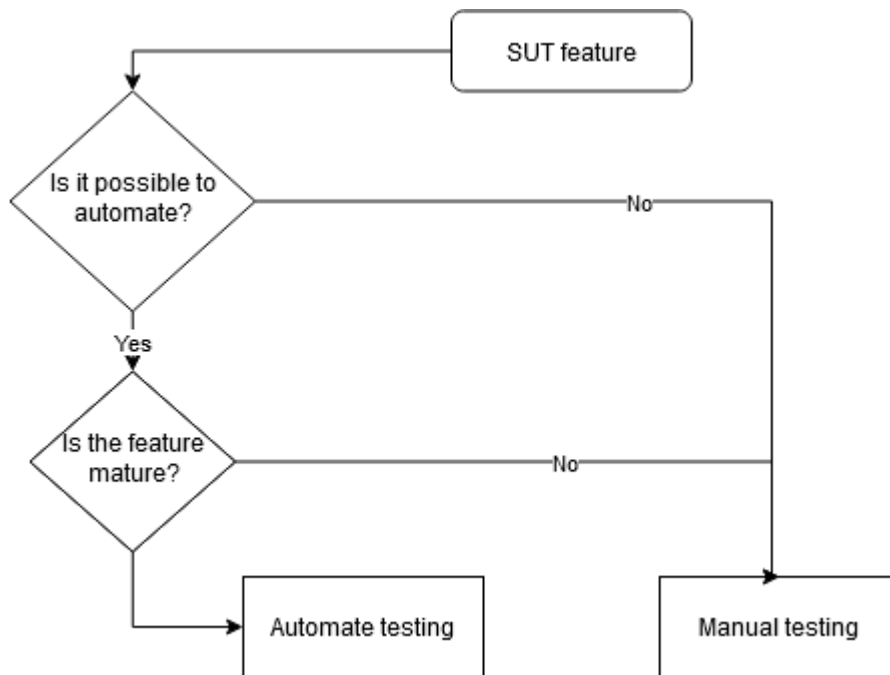 SUT feature
Is it possible to
automate?
No
Yes
Is the feature
mature?
No
Automate testing
Manual testing